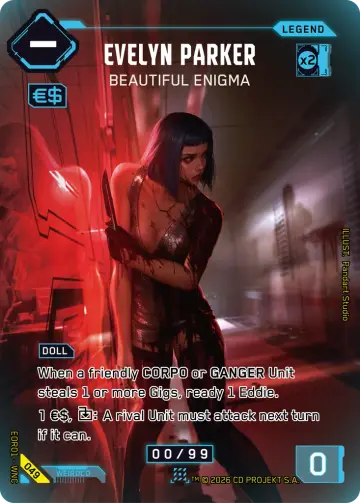 LEGEND
EVELYN PARKER
BEAUTIFUL ENIGMA
x2
€$
ILLUST. Pandart Studio
DOLL
When a friendly CORPO or GANGER Unit
steals 1 or more Gigs, ready 1 Eddie.
1 €$, : A rival Unit must attack next turn
if it can.
00/99
0
049
™ © 2026 CD PROJEKT S.A.